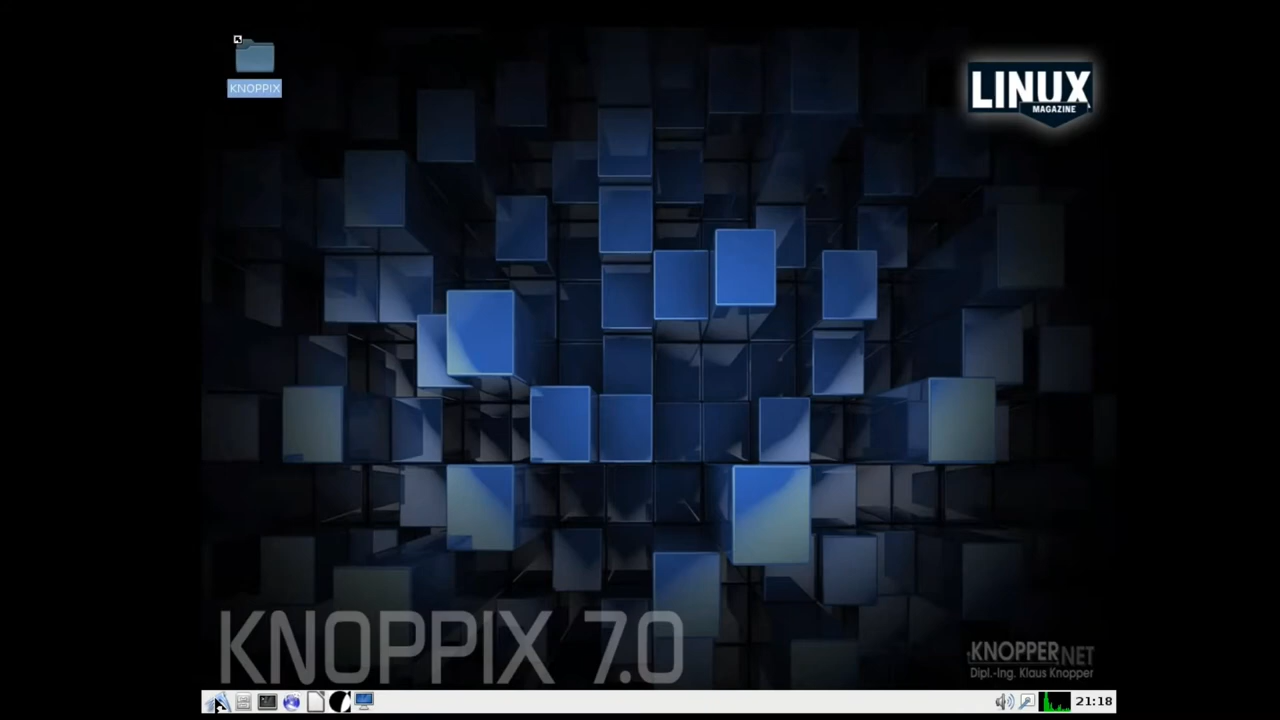 KNOPPIX
LINUX
MAGAZINE
KNOPPIX 7.0
KNOPPER.NET
Dipl.-Ing. Klaus Knopper
21:18